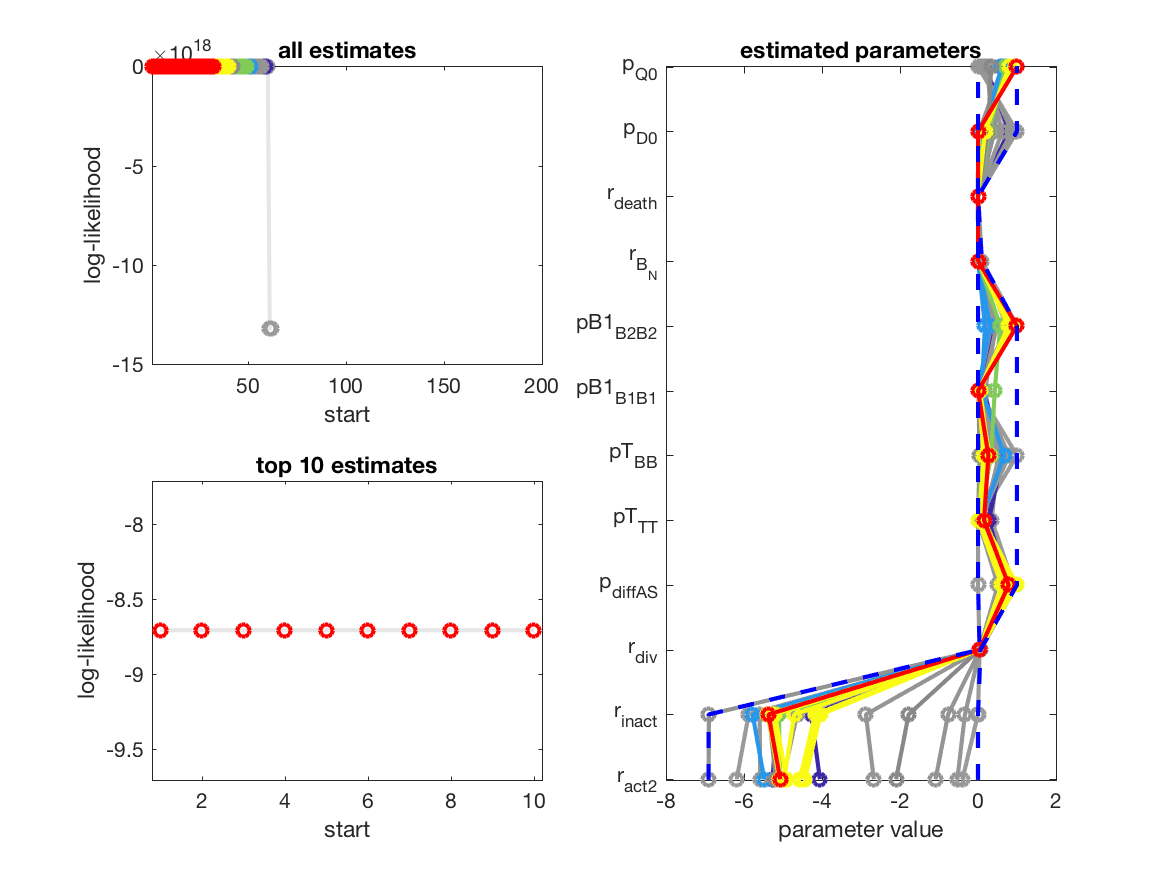 ×10^18
all estimates
0
-5
-10
-15
log-likelihood
50 100 150 200
start
top 10 estimates
-8
-8.5
-9
-9.5
log-likelihood
2 4 6 8 10
start
estimated parameters
p_Q0
p_D0
r_death
r_B_N
pB1_B2B2
pB1_B1B1
pT_BB
pT_TT
p_diffAS
r_div
r_inact
r_act2
-8 -6 -4 -2 0 2
parameter value